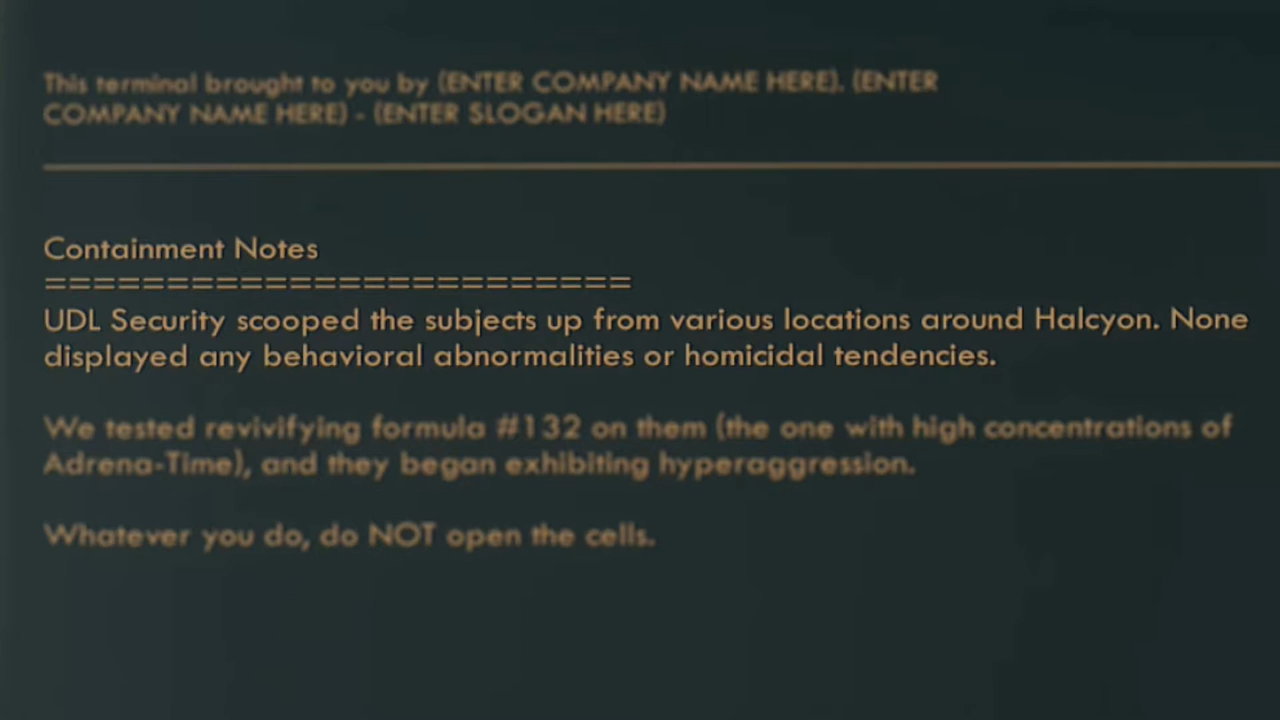 This terminal brought to you by (ENTER COMPANY NAME HERE). (ENTER
COMPANY NAME HERE) - (ENTER SLOGAN HERE)
Containment Notes
========================
UDL Security scooped the subjects up from various locations around Halcyon. None
displayed any behavioral abnormalities or homicidal tendencies.
We tested revivifying formula #132 on them (the one with high concentrations of
Adrena-Time), and they began exhibiting hyperaggression.
Whatever you do, do NOT open the cells.